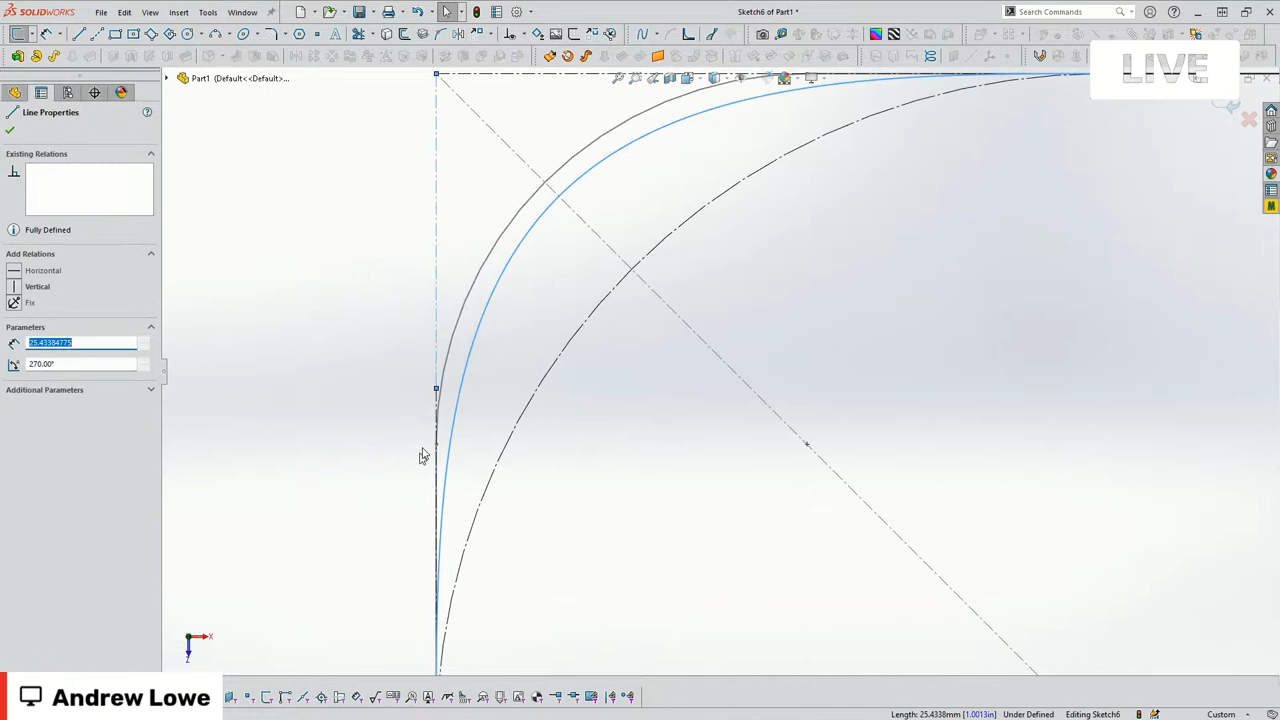 SOLIDWORKS File Edit View Insert Tools Window
Sketch6 of Part1 *
Search Commands
LIVE
Part1 (Default<<Default>...
Line Properties
Existing Relations
Fully Defined
Add Relations
Horizontal
Vertical
Fix
Parameters
25.43384775
270.00°
Additional Parameters
X
Z
Andrew Lowe
Length: 25.4338mm [1.0013in] Under Defined Editing Sketch6 Custom